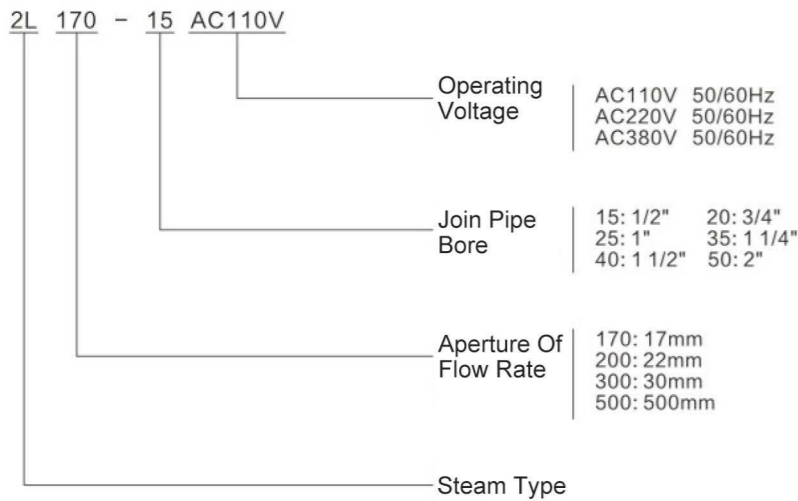 2L 170 - 15 AC110V
Operating
Voltage
AC110V 50/60Hz
AC220V 50/60Hz
AC380V 50/60Hz
Join Pipe
Bore
15: 1/2" 20: 3/4"
25: 1" 35: 1 1/4"
40: 1 1/2" 50: 2"
Aperture Of
Flow Rate
170: 17mm
200: 22mm
300: 30mm
500: 500mm
Steam Type